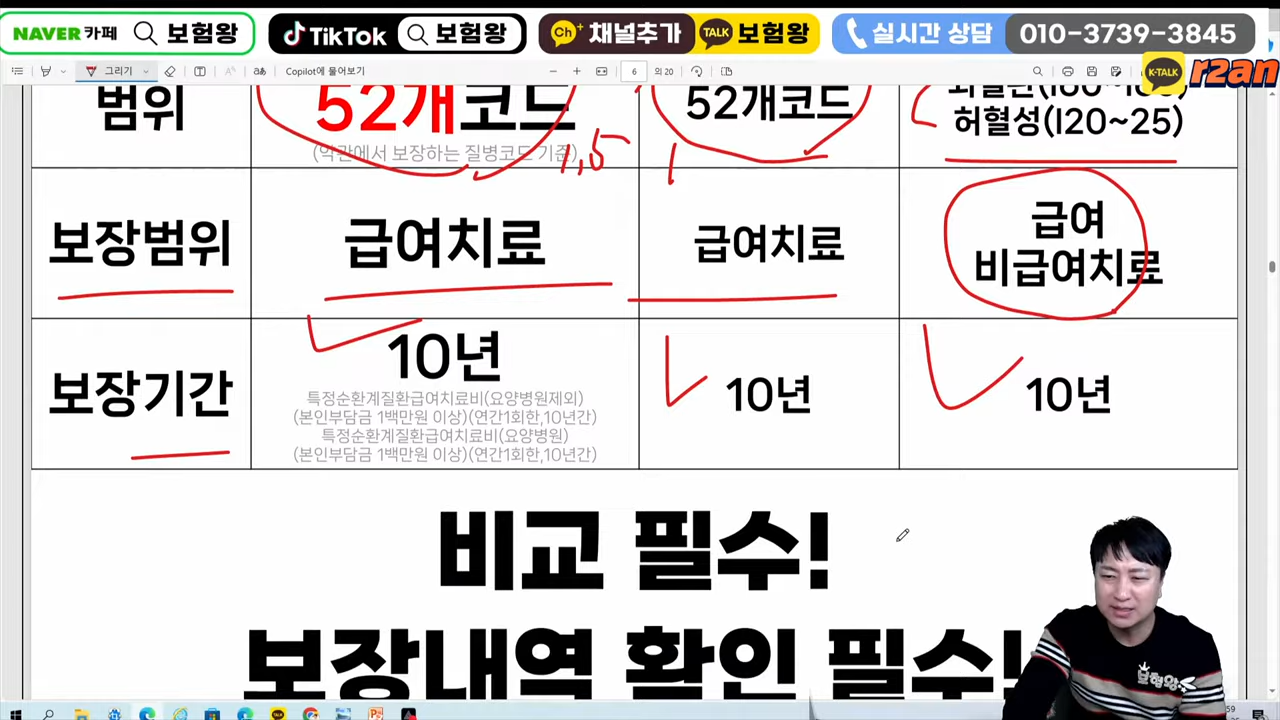 NAVER 카페 보험왕
TikTok 보험왕
Ch+ 채널추가 TALK 보험왕
실시간 상담 010-3739-3845
그리기
Copilot에 물어보기
6 의 20
K-TALK r2an
범위
52개코드
(약관에서 보장하는 질병코드 기준)
1,5
52개코드
1
허혈성(I20~25)
보장범위
급여치료
급여치료
급여
비급여치료
보장기간
10년
특정순환계질환급여치료비(요양병원제외)
(본인부담금 1백만원 이상)(연간1회한,10년간)
특정순환계질환급여치료비(요양병원)
(본인부담금 1백만원 이상)(연간1회한,10년간)
10년
10년
비교 필수!
보장내역 확인 필수!
보험왕
59